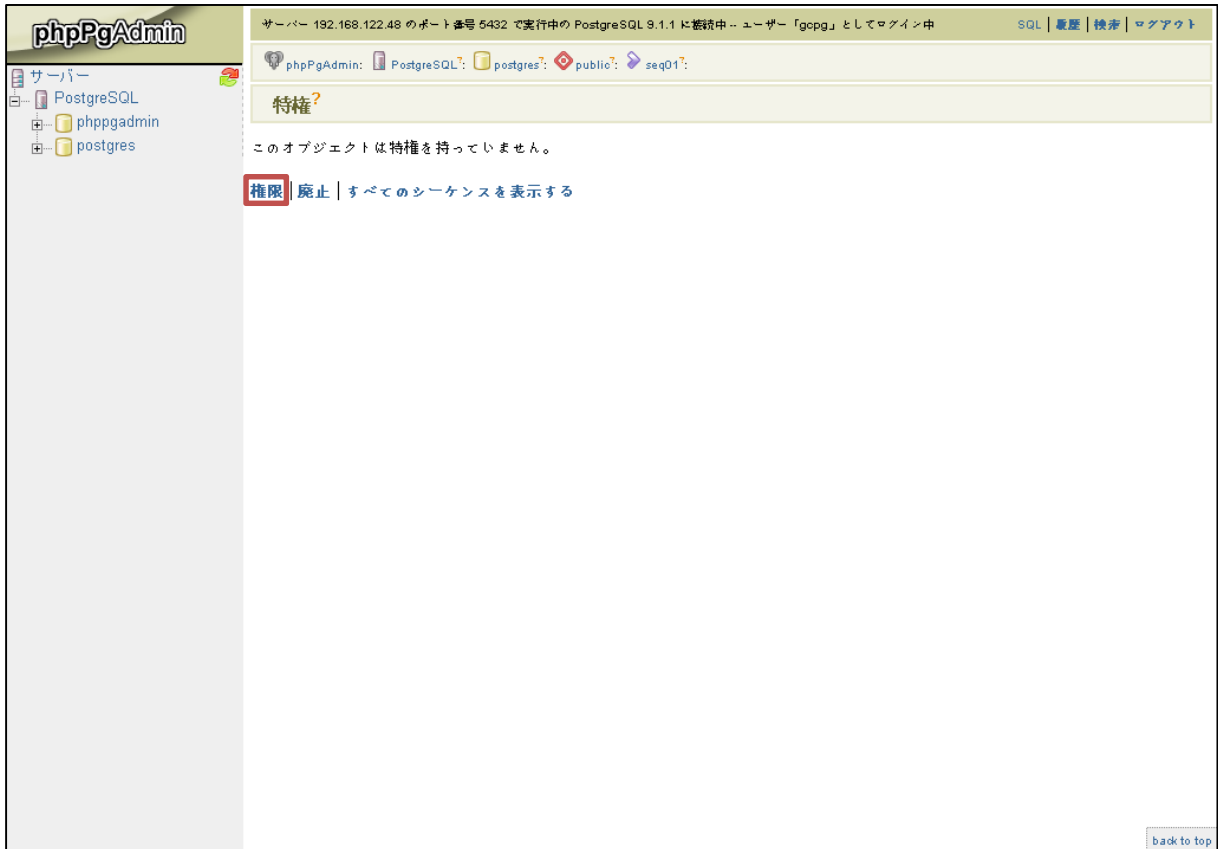 phpPgAdmin
サーバー 192.168.122.48 のポート番号 5432 で実行中の PostgreSQL 9.1.1 に接続中 -- ユーザー「gcpg」としてログイン中
SQL | 履歴 | 検索 | ログアウト
サーバー
PostgreSQL
phppgadmin
postgres
phpPgAdmin: PostgreSQL?: postgres?: public?: seq01?:
特権?
このオブジェクトは特権を持っていません。
権限 | 廃止 | すべてのシーケンスを表示する
back to top